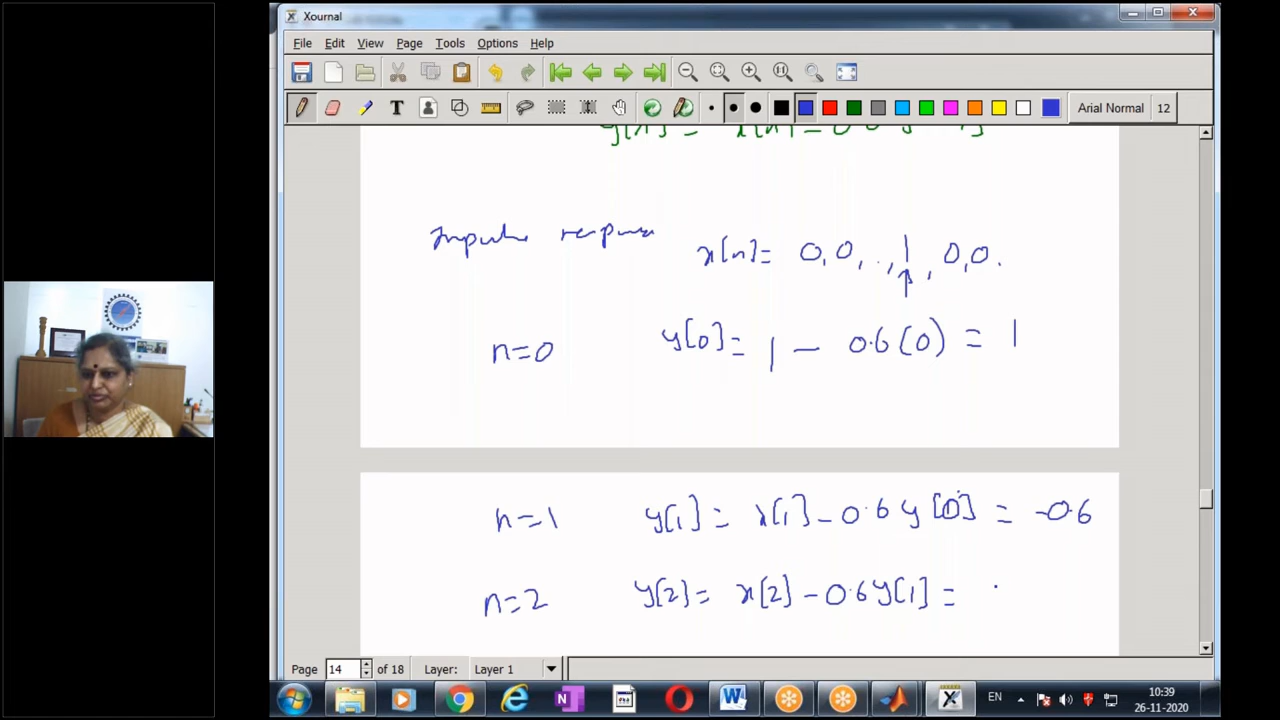 Xournal
File Edit View Page Tools Options Help
Arial Normal 12
y[n] = x[n] - 0.6 y
Impulse response x[n] = 0, 0, .., 1, 0, 0.
↑
n=0 y[0] = 1 - 0.6(0) = 1
n=1 y[1] = x[1] - 0.6 y[0] = -0.6
n=2 y[2] = x[2] - 0.6 y[1] =
Page 14 of 18 Layer: Layer 1
EN 10:39
26-11-2020